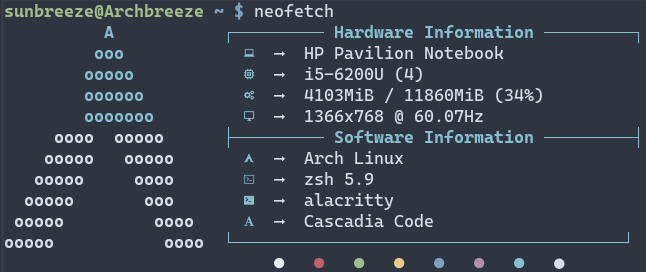 sunbreeze@Archbreeze ~ $ neofetch
A
ooo
ooooo
oooooo
ooooooo
oooo  ooooo
ooooo   ooooo
ooooo     oooo
ooooo       ooo
ooooo         oooo
ooooo           oooo
Hardware Information
→ HP Pavilion Notebook
→ i5-6200U (4)
→ 4103MiB / 11860MiB (34%)
→ 1366x768 @ 60.07Hz
Software Information
→ Arch Linux
→ zsh 5.9
→ alacritty
A → Cascadia Code